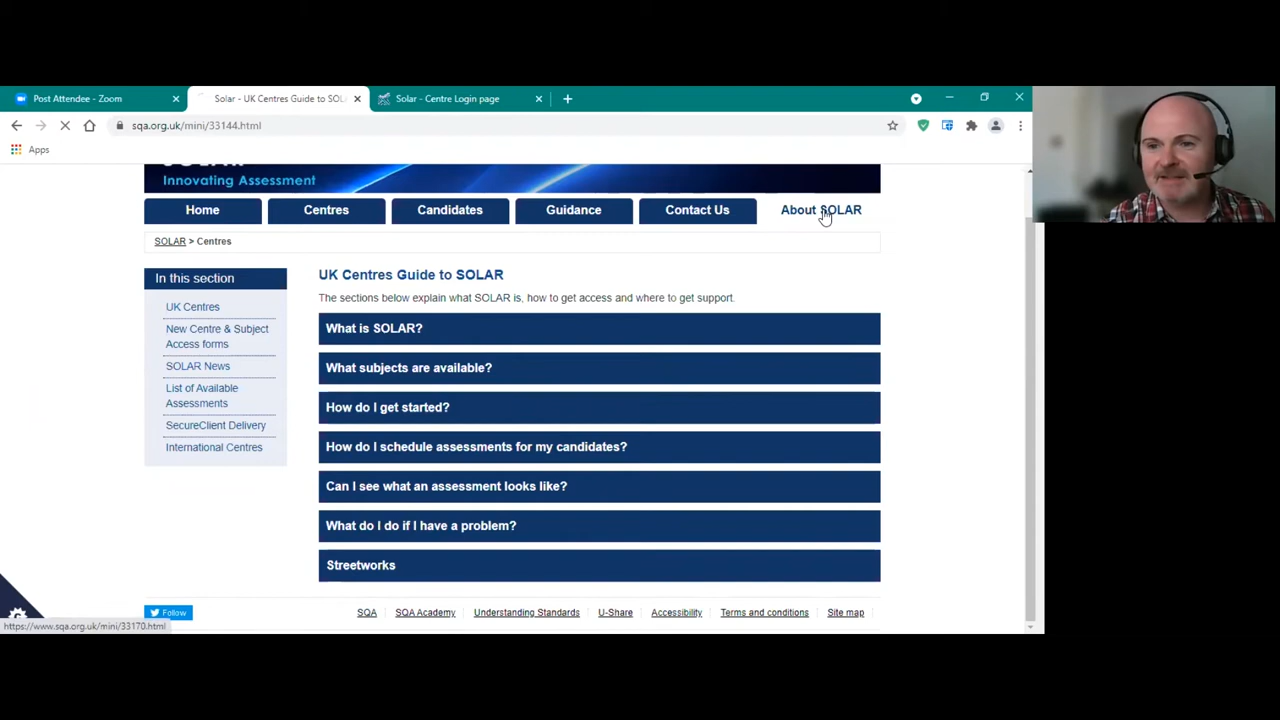 Post Attendee - Zoom
Solar - UK Centres Guide to SOL
Solar - Centre Login page
sqa.org.uk/mini/33144.html
Apps
Innovating Assessment
Home
Centres
Candidates
Guidance
Contact Us
About SOLAR
SOLAR > Centres
In this section
UK Centres
New Centre & Subject
Access forms
SOLAR News
List of Available
Assessments
SecureClient Delivery
International Centres
UK Centres Guide to SOLAR
The sections below explain what SOLAR is, how to get access and where to get support.
What is SOLAR?
What subjects are available?
How do I get started?
How do I schedule assessments for my candidates?
Can I see what an assessment looks like?
What do I do if I have a problem?
Streetworks
Follow
SQA
SQA Academy
Understanding Standards
U-Share
Accessibility
Terms and conditions
Site map
https://www.sqa.org.uk/mini/33170.html